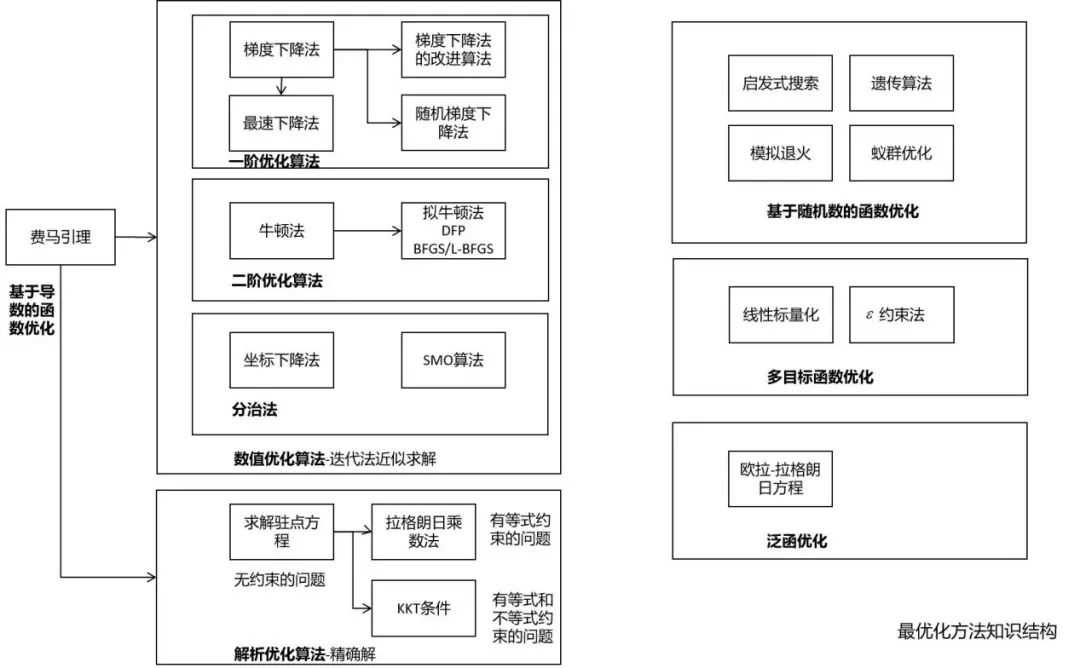 费马引理
基于导
数的函
数优化
梯度下降法
梯度下降法
的改进算法
最速下降法
随机梯度下
降法
一阶优化算法
牛顿法
拟牛顿法
DFP
BFGS/L-BFGS
二阶优化算法
坐标下降法
SMO算法
分治法
数值优化算法-迭代法近似求解
求解驻点方
程
拉格朗日乘
数法
有等式约
束的问题
无约束的问题
KKT条件
有等式和
不等式约
束的问题
解析优化算法-精确解
启发式搜索
遗传算法
模拟退火
蚁群优化
基于随机数的函数优化
线性标量化
ε 约束法
多目标函数优化
欧拉-拉格朗
日方程
泛函优化
最优化方法知识结构